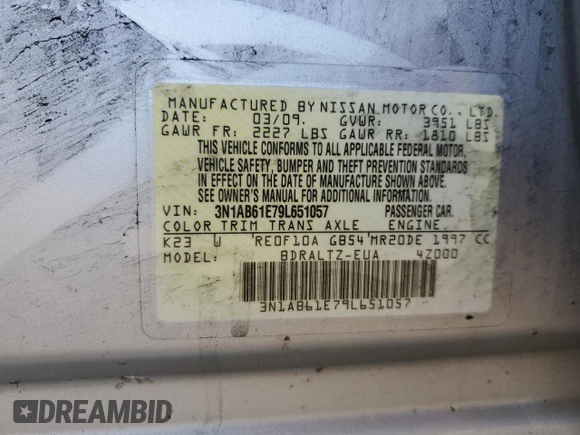 MANUFACTURED BY NISSAN MOTOR CO., LTD.
DATE: 03/09. GVWR: 3951 LBS
GAWR FR: 2227 LBS GAWR RR: 1810 LBS
THIS VEHICLE CONFORMS TO ALL APPLICABLE FEDERAL MOTOR
VEHICLE SAFETY, BUMPER AND THEFT PREVENTION STANDARDS
IN EFFECT ON THE DATE OF MANUFACTURE SHOWN ABOVE.
SEE OWNER'S MANUAL FOR ADDITIONAL INFORMATION.
VIN: 3N1AB61E79L651057 PASSENGER CAR.
COLOR TRIM TRANS AXLE ENGINE
K23 W RE0F10A GB54 MR20DE 1997 CC
MODEL: BDRALTZ-EUA 4Z000
3N1AB61E79L651057
DREAMBID